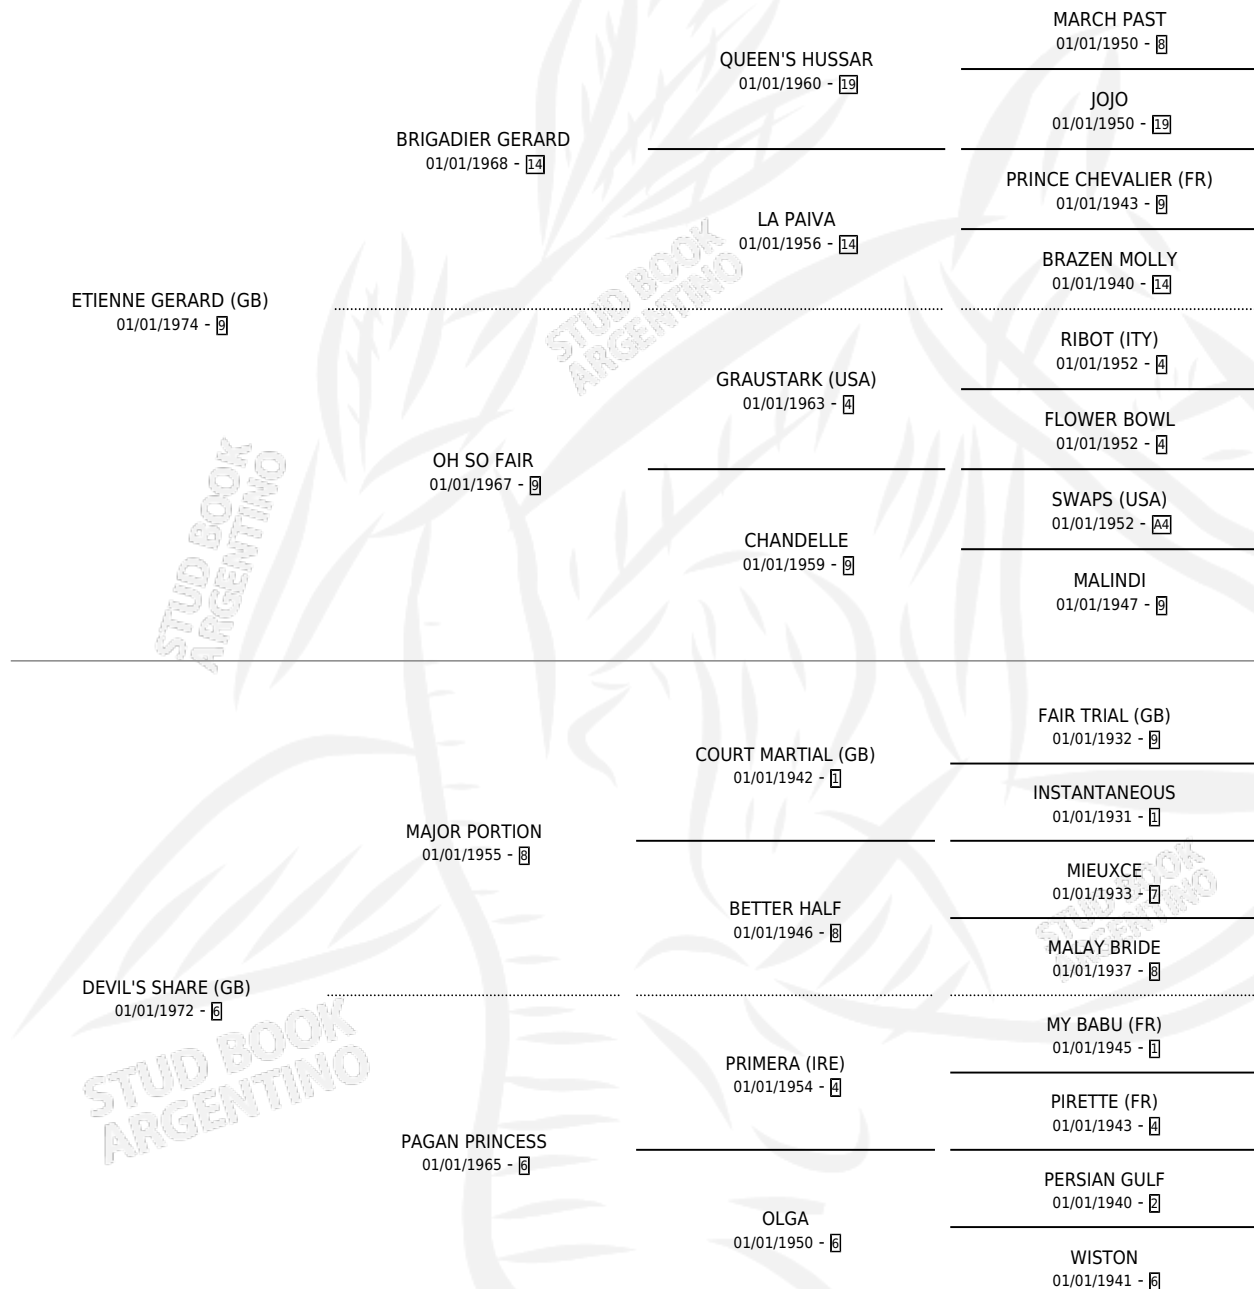 MARCH PAST
01/01/1950 - 8
QUEEN'S HUSSAR
01/01/1960 - 19
JOJO
01/01/1950 - 19
BRIGADIER GERARD
01/01/1968 - 14
PRINCE CHEVALIER (FR)
01/01/1943 - 9
LA PAIVA
01/01/1956 - 14
BRAZEN MOLLY
01/01/1940 - 14
ETIENNE GERARD (GB)
01/01/1974 - 9
STUD BOOK
ARGENTINO
RIBOT (ITY)
01/01/1952 - 4
GRAUSTARK (USA)
01/01/1963 - 4
FLOWER BOWL
01/01/1952 - 4
OH SO FAIR
01/01/1967 - 9
SWAPS (USA)
01/01/1952 - A4
CHANDELLE
01/01/1959 - 9
MALINDI
01/01/1947 - 9
STUD BOOK
ARGENTINO
FAIR TRIAL (GB)
01/01/1932 - 9
COURT MARTIAL (GB)
01/01/1942 - 1
INSTANTANEOUS
01/01/1931 - 1
MAJOR PORTION
01/01/1955 - 8
MIEUXCE
01/01/1933 - 7
BETTER HALF
01/01/1946 - 8
MALAY BRIDE
01/01/1937 - 8
STUD BOOK
ARGENTINO
DEVIL'S SHARE (GB)
01/01/1972 - 6
STUD BOOK
ARGENTINO
MY BABU (FR)
01/01/1945 - 1
PRIMERA (IRE)
01/01/1954 - 4
PIRETTE (FR)
01/01/1943 - 4
PAGAN PRINCESS
01/01/1965 - 6
PERSIAN GULF
01/01/1940 - 2
OLGA
01/01/1950 - 6
WISTON
01/01/1941 - 6